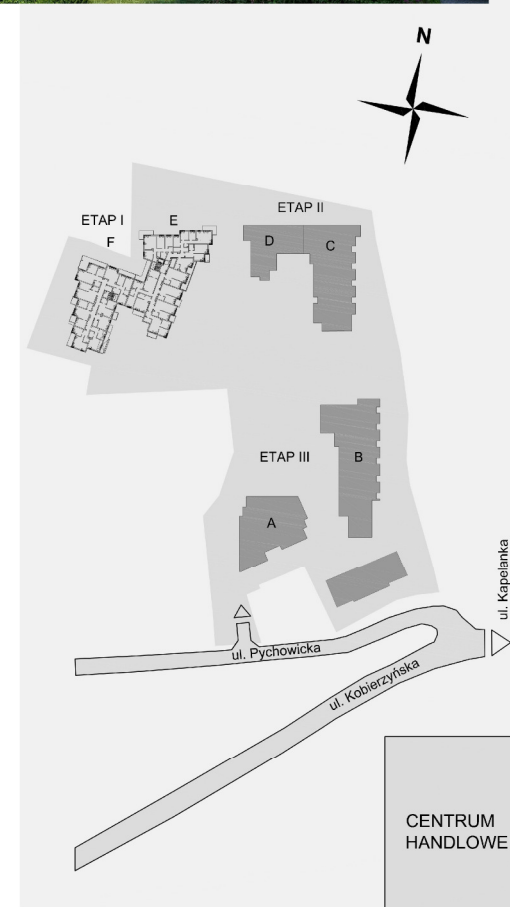 N
ETAP I
F
E
ETAP II
D
C
ETAP III
B
A
ul. Kapelanka
ul. Pychowicka
ul. Kobierzyńska
CENTRUM
HANDLOWE